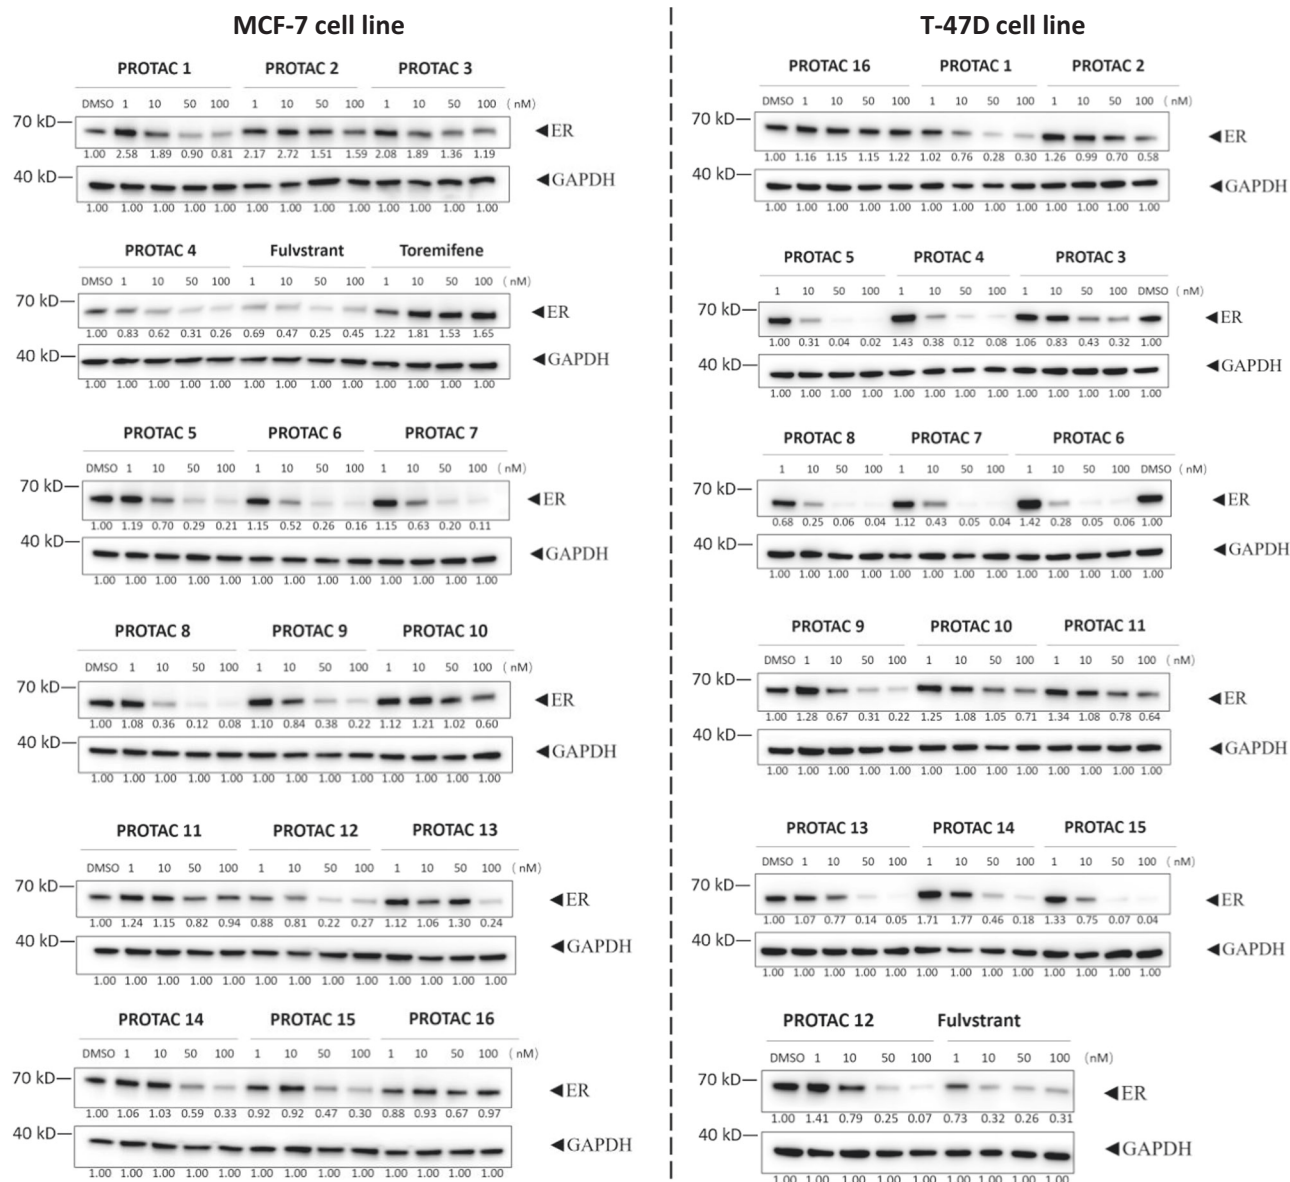 MCF-7 cell line
PROTAC 1 PROTAC 2 PROTAC 3
DMSO 1 10 50 100 1 10 50 100 1 10 50 100 (nM)
70 kD
ER
1.00 2.58 1.89 0.90 0.81 2.17 2.72 1.51 1.59 2.08 1.89 1.36 1.19
40 kD
GAPDH
1.00 1.00 1.00 1.00 1.00 1.00 1.00 1.00 1.00 1.00 1.00 1.00 1.00
PROTAC 4 Fulvstrant Toremifene
DMSO 1 10 50 100 1 10 50 100 1 10 50 100 (nM)
70 kD
ER
1.00 0.83 0.62 0.31 0.26 0.69 0.47 0.25 0.45 1.22 1.81 1.53 1.65
40 kD
GAPDH
1.00 1.00 1.00 1.00 1.00 1.00 1.00 1.00 1.00 1.00 1.00 1.00 1.00
PROTAC 5 PROTAC 6 PROTAC 7
DMSO 1 10 50 100 1 10 50 100 1 10 50 100 (nM)
70 kD
ER
1.00 1.19 0.70 0.29 0.21 1.15 0.52 0.26 0.16 1.15 0.63 0.20 0.11
40 kD
GAPDH
1.00 1.00 1.00 1.00 1.00 1.00 1.00 1.00 1.00 1.00 1.00 1.00 1.00
PROTAC 8 PROTAC 9 PROTAC 10
DMSO 1 10 50 100 1 10 50 100 1 10 50 100 (nM)
70 kD
ER
1.00 1.08 0.36 0.12 0.08 1.10 0.84 0.38 0.22 1.12 1.21 1.02 0.60
40 kD
GAPDH
1.00 1.00 1.00 1.00 1.00 1.00 1.00 1.00 1.00 1.00 1.00 1.00 1.00
PROTAC 11 PROTAC 12 PROTAC 13
DMSO 1 10 50 100 1 10 50 100 1 10 50 100 (nM)
70 kD
ER
1.00 1.24 1.15 0.82 0.94 0.88 0.81 0.22 0.27 1.12 1.06 1.30 0.24
40 kD
GAPDH
1.00 1.00 1.00 1.00 1.00 1.00 1.00 1.00 1.00 1.00 1.00 1.00 1.00
PROTAC 14 PROTAC 15 PROTAC 16
DMSO 1 10 50 100 1 10 50 100 1 10 50 100 (nM)
70 kD
ER
1.00 1.06 1.03 0.59 0.33 0.92 0.92 0.47 0.30 0.88 0.93 0.67 0.97
40 kD
GAPDH
1.00 1.00 1.00 1.00 1.00 1.00 1.00 1.00 1.00 1.00 1.00 1.00 1.00
T-47D cell line
PROTAC 16 PROTAC 1 PROTAC 2
DMSO 1 10 50 100 1 10 50 100 1 10 50 100 (nM)
70 kD
ER
1.00 1.16 1.15 1.15 1.22 1.02 0.76 0.28 0.30 1.26 0.99 0.70 0.58
40 kD
GAPDH
1.00 1.00 1.00 1.00 1.00 1.00 1.00 1.00 1.00 1.00 1.00 1.00 1.00
PROTAC 5 PROTAC 4 PROTAC 3
1 10 50 100 1 10 50 100 1 10 50 100 DMSO (nM)
70 kD
ER
1.00 0.31 0.04 0.02 1.43 0.38 0.12 0.08 1.06 0.83 0.43 0.32 1.00
40 kD
GAPDH
1.00 1.00 1.00 1.00 1.00 1.00 1.00 1.00 1.00 1.00 1.00 1.00 1.00
PROTAC 8 PROTAC 7 PROTAC 6
1 10 50 100 1 10 50 100 1 10 50 100 DMSO (nM)
70 kD
ER
0.68 0.25 0.06 0.04 1.12 0.43 0.05 0.04 1.42 0.28 0.05 0.06 1.00
40 kD
GAPDH
1.00 1.00 1.00 1.00 1.00 1.00 1.00 1.00 1.00 1.00 1.00 1.00 1.00
PROTAC 9 PROTAC 10 PROTAC 11
DMSO 1 10 50 100 1 10 50 100 1 10 50 100 (nM)
70 kD
ER
1.00 1.28 0.67 0.31 0.22 1.25 1.08 1.05 0.71 1.34 1.08 0.78 0.64
40 kD
GAPDH
1.00 1.00 1.00 1.00 1.00 1.00 1.00 1.00 1.00 1.00 1.00 1.00 1.00
PROTAC 13 PROTAC 14 PROTAC 15
DMSO 1 10 50 100 1 10 50 100 1 10 50 100 (nM)
70 kD
ER
1.00 1.07 0.77 0.14 0.05 1.71 1.77 0.46 0.18 1.33 0.75 0.07 0.04
40 kD
GAPDH
1.00 1.00 1.00 1.00 1.00 1.00 1.00 1.00 1.00 1.00 1.00 1.00 1.00
PROTAC 12 Fulvstrant
DMSO 1 10 50 100 1 10 50 100 (nM)
70 kD
ER
1.00 1.41 0.79 0.25 0.07 0.73 0.32 0.26 0.31
40 kD
GAPDH
1.00 1.00 1.00 1.00 1.00 1.00 1.00 1.00 1.00